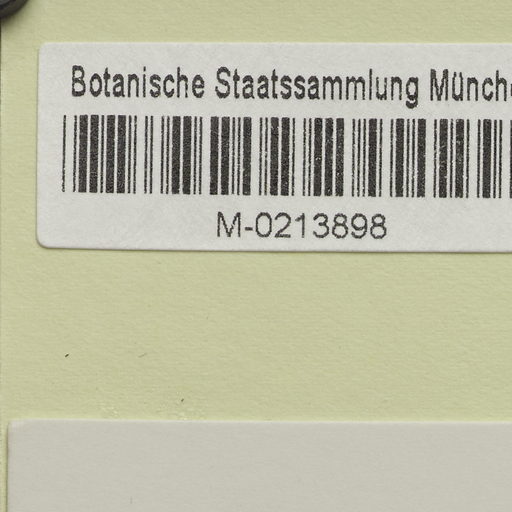 Botanische Staatssammlung Münch
M-0213898